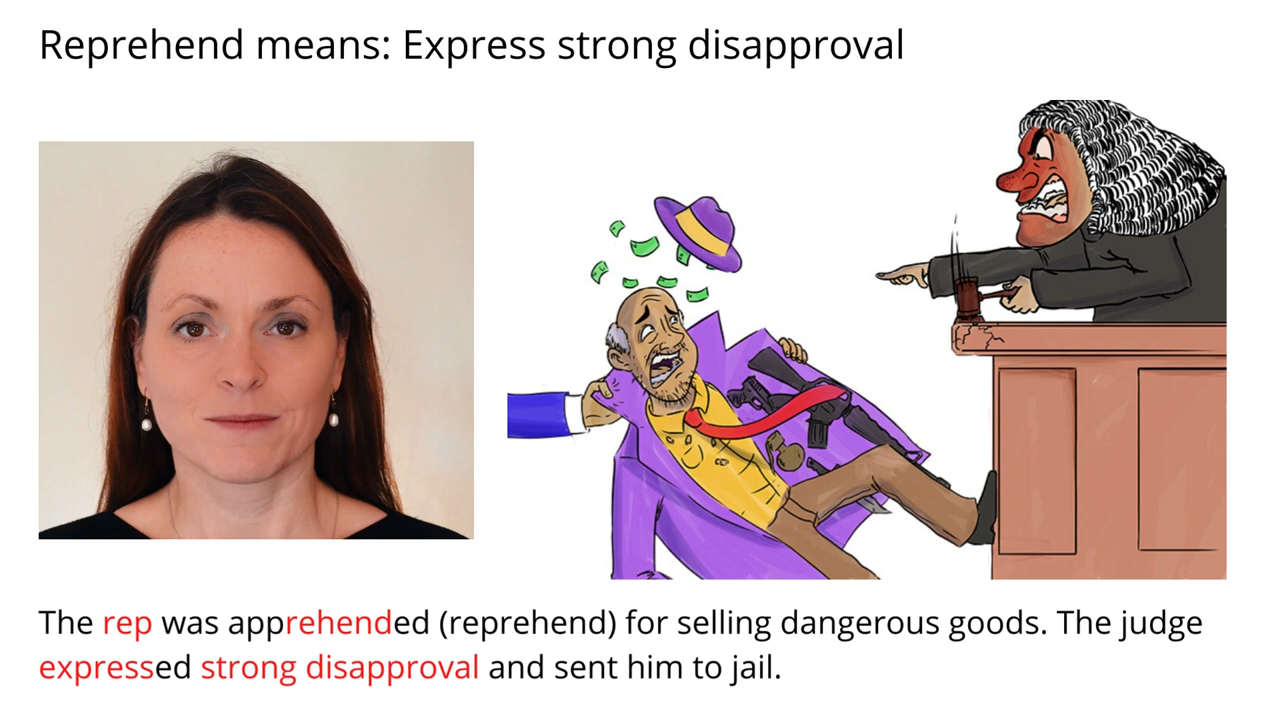 Reprehend means: Express strong disapproval
The rep was apprehended (reprehend) for selling dangerous goods. The judge
expressed strong disapproval and sent him to jail.